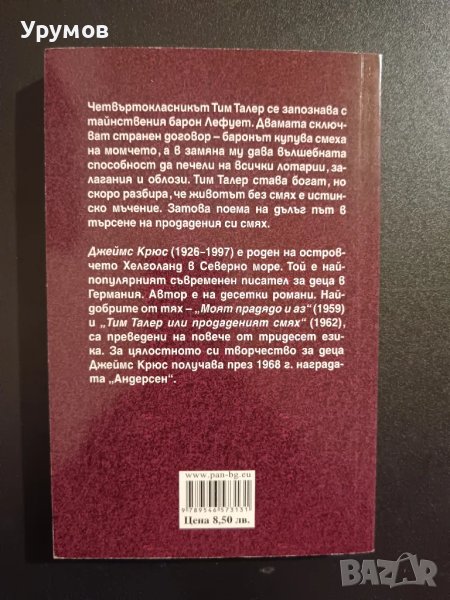 Урумов
Четвъртокласникът Тим Талер се запознава с
тайнствения барон Лефует. Двамата сключ-
ват странен договор – баронът купува смеха
на момчето, а в замяна му дава вълшебната
способност да печели на всички лотарии, за-
лагания и облози. Тим Талер става богат, но
скоро разбира, че животът без смях е истин-
ско мъчение. Затова поема на дълъг път в
търсене на продадения си смях.
Джеймс Крюс (1926-1997) е роден на остров-
чето Хелголанд в Северно море. Той е най-
популярният съвременен писател за деца в
Германия. Автор е на десетки романи. Най-
добрите от тях – „Моят прадядо и аз“ (1959)
и „Тим Талер или продаденият смях“ (1962),
са преведени на повече от тридесет ези-
ка. За цялостното си творчество за деца
Джеймс Крюс получава през 1968 г. награда-
та „Андерсен“.
www.pan-bg.eu
9789546573131
Цена 8,50 лв.
BAZAR